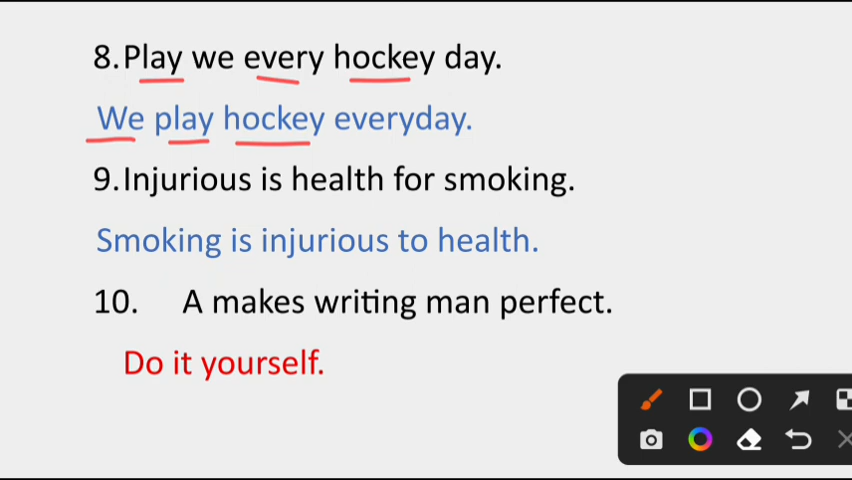 8.Play we every hockey day.
We play hockey everyday.
9.Injurious is health for smoking.
Smoking is injurious to health.
10. A makes writing man perfect.
Do it yourself.